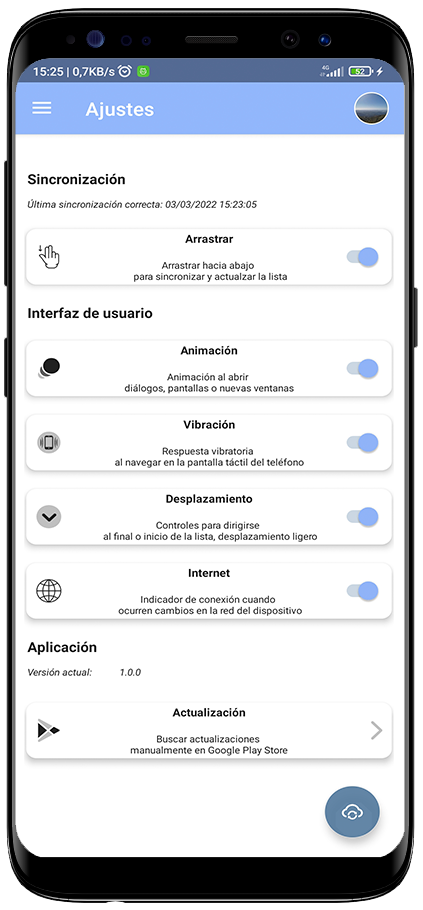 15:25 | 0,7KB/s
4G
52
Ajustes
Sincronización
Última sincronización correcta: 03/03/2022 15:23:05
Arrastrar
Arrastrar hacia abajo
para sincronizar y actualzar la lista
Interfaz de usuario
Animación
Animación al abrir
diálogos, pantallas o nuevas ventanas
Vibración
Respuesta vibratoria
al navegar en la pantalla táctil del teléfono
Desplazamiento
Controles para dirigirse
al final o inicio de la lista, desplazamiento ligero
Internet
Indicador de conexión cuando
ocurren cambios en la red del dispositivo
Aplicación
Versión actual: 1.0.0
Actualización
Buscar actualizaciones
manualmente en Google Play Store